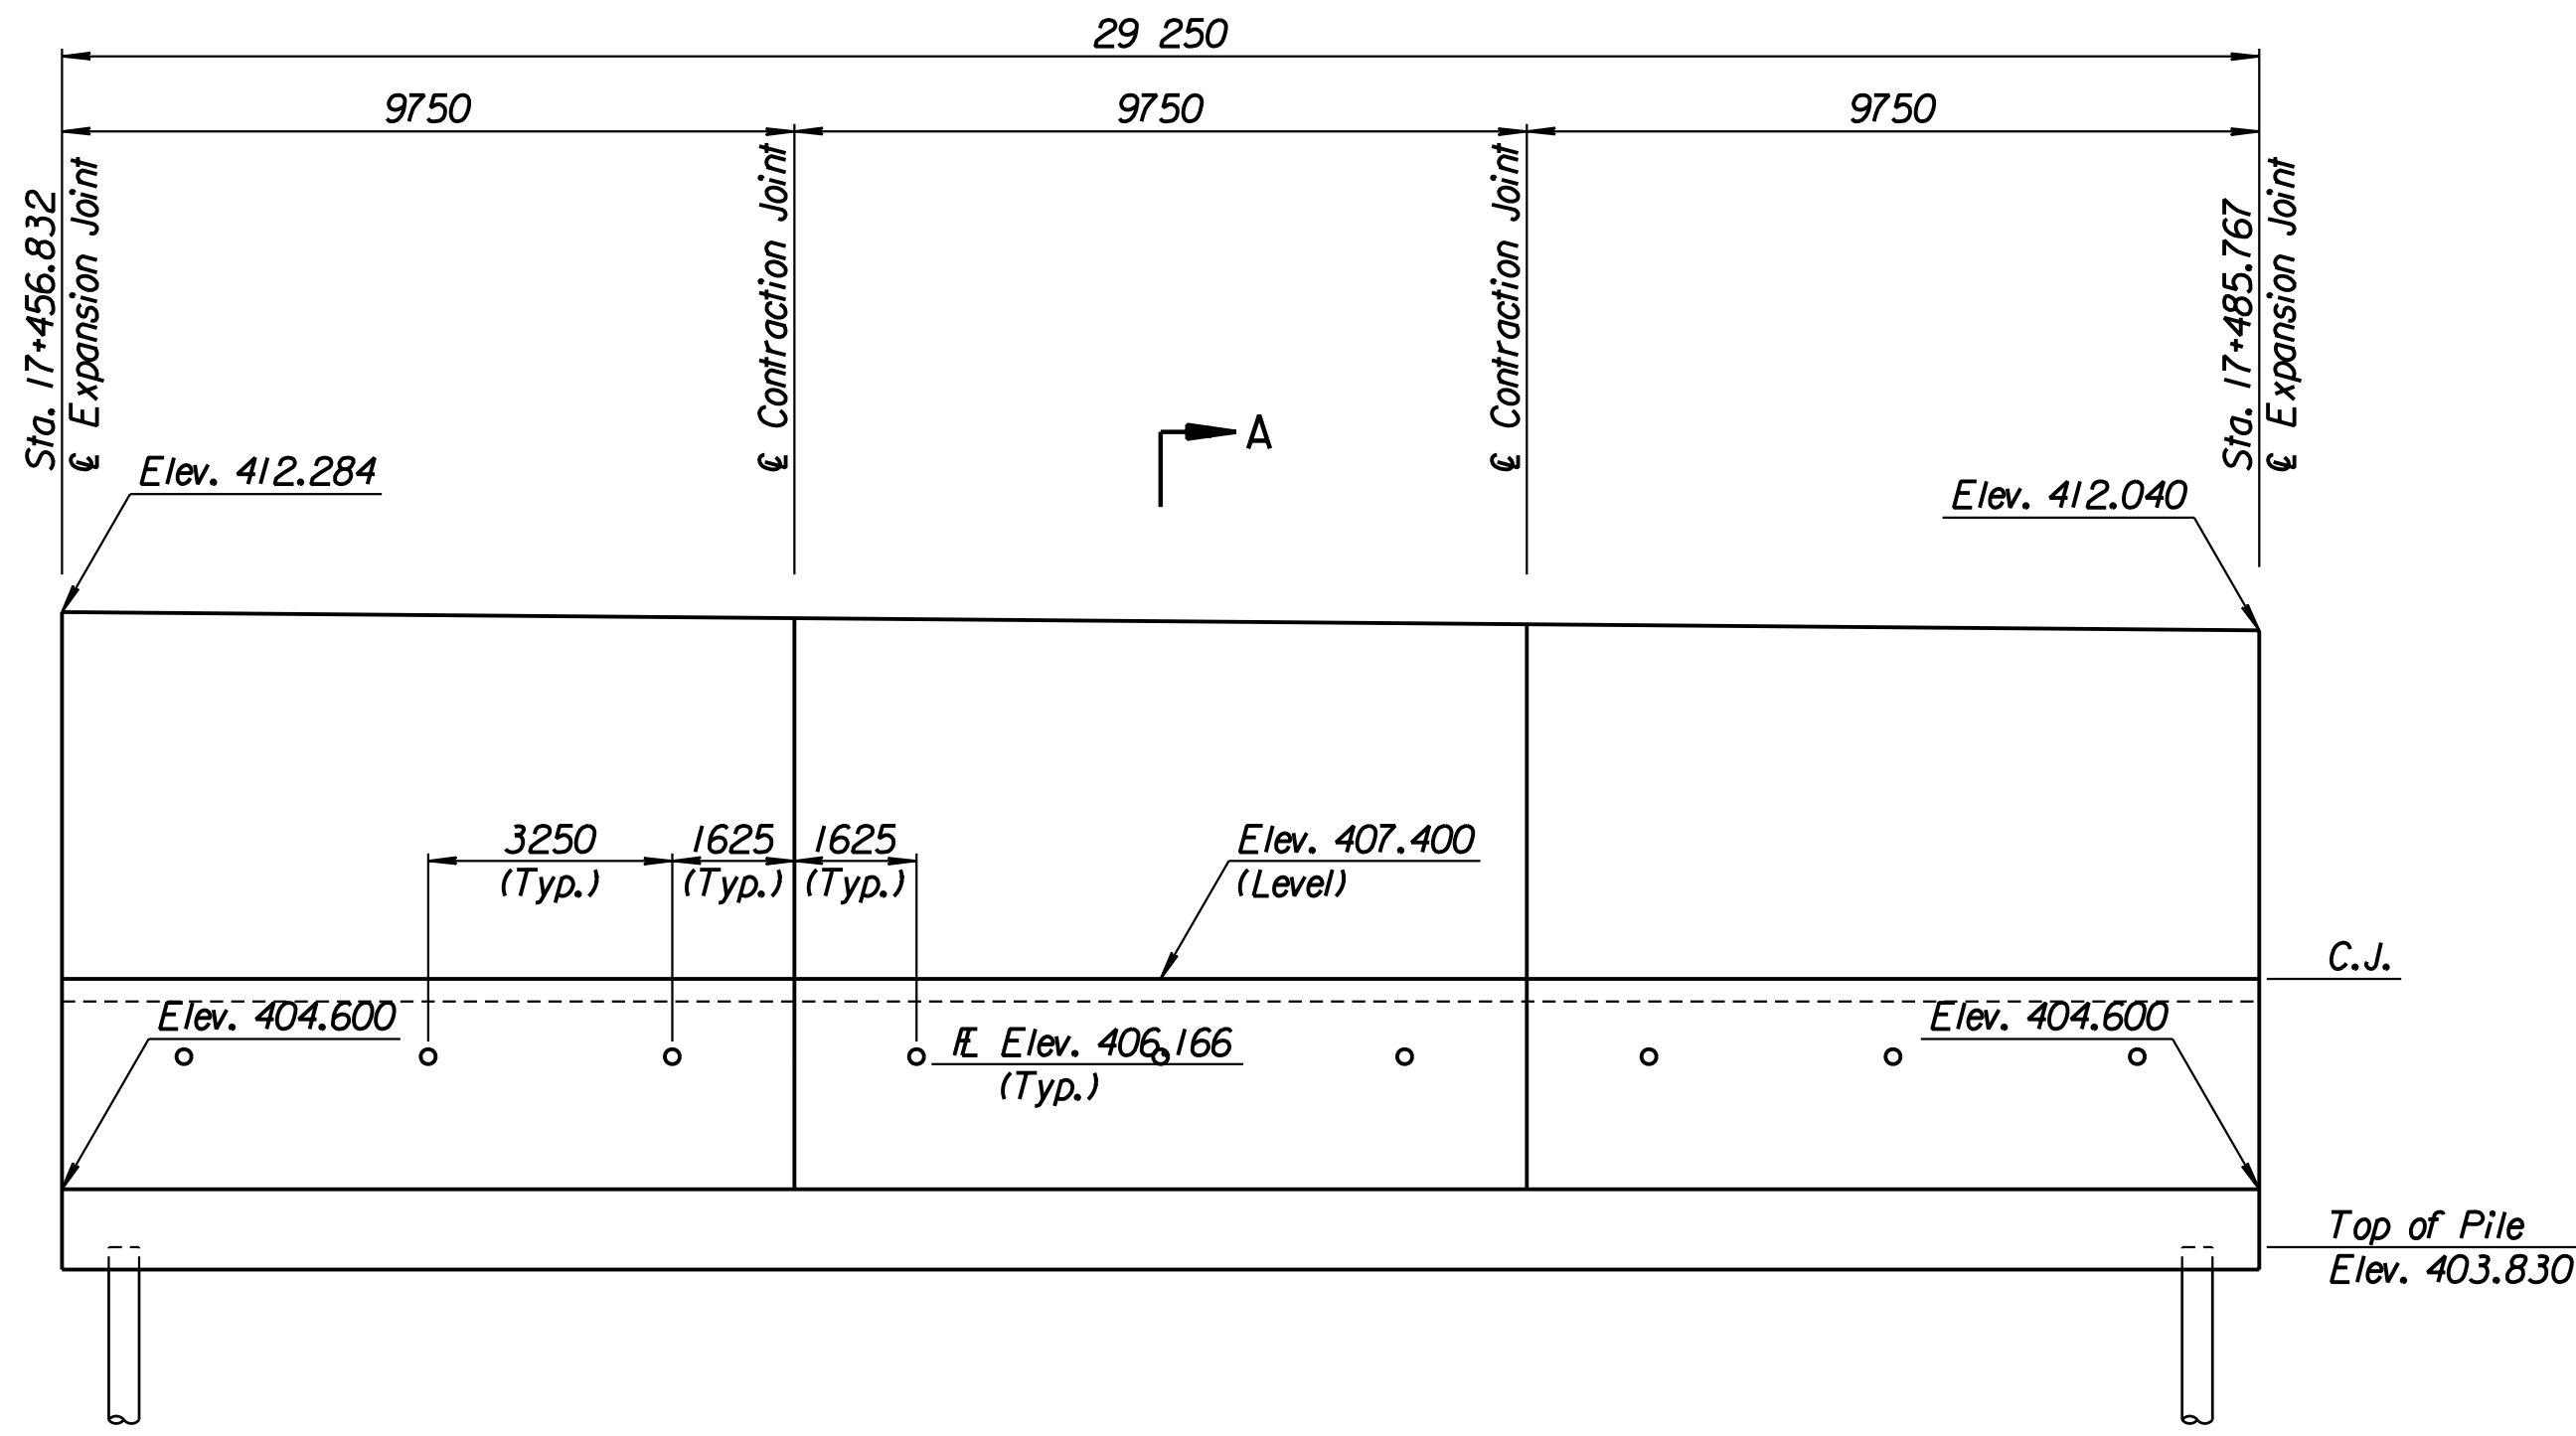 29 250
9750
9750
9750
Sta. 17+456.832
℄ Expansion Joint
℄ Contraction Joint
℄ Contraction Joint
Sta. 17+485.767
℄ Expansion Joint
A
Elev. 412.284
Elev. 412.040
3250
(Typ.)
1625
(Typ.)
1625
(Typ.)
Elev. 407.400
(Level)
C.J.
Elev. 404.600
Elev. 406.166
(Typ.)
Elev. 404.600
Top of Pile
Elev. 403.830